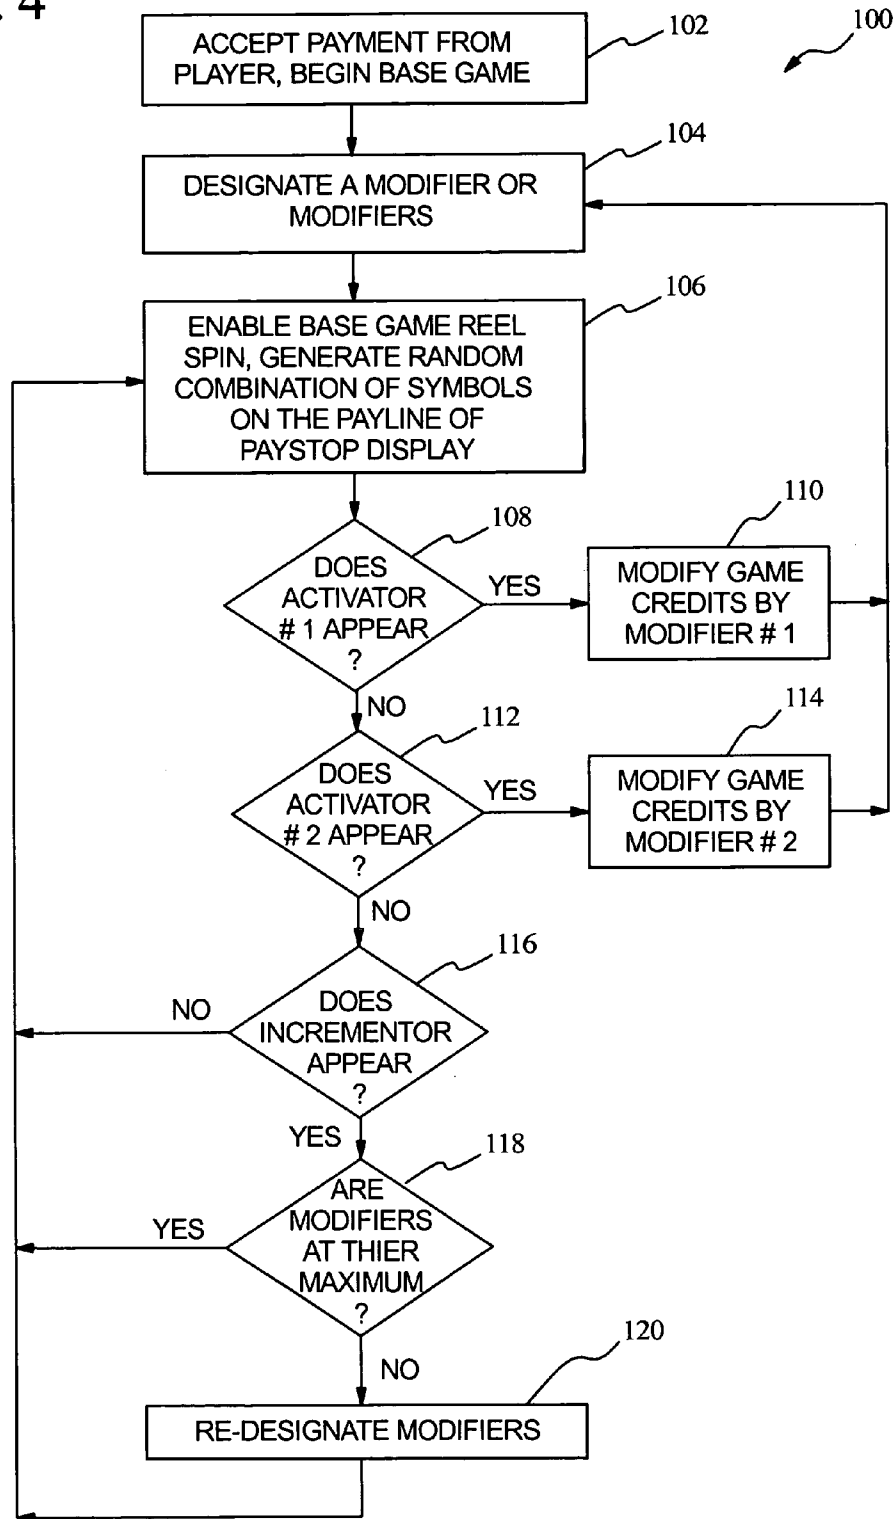 . 4
100
ACCEPT PAYMENT FROM
PLAYER, BEGIN BASE GAME
102
DESIGNATE A MODIFIER OR
MODIFIERS
104
ENABLE BASE GAME REEL
SPIN, GENERATE RANDOM
COMBINATION OF SYMBOLS
ON THE PAYLINE OF
PAYSTOP DISPLAY
106
DOES
ACTIVATOR
# 1 APPEAR
?
108
YES
MODIFY GAME
CREDITS BY
MODIFIER # 1
110
NO
DOES
ACTIVATOR
# 2 APPEAR
?
112
YES
MODIFY GAME
CREDITS BY
MODIFIER # 2
114
NO
DOES
INCREMENTOR
APPEAR
?
116
NO
YES
ARE
MODIFIERS
AT THIER
MAXIMUM
?
118
YES
NO
RE-DESIGNATE MODIFIERS
120